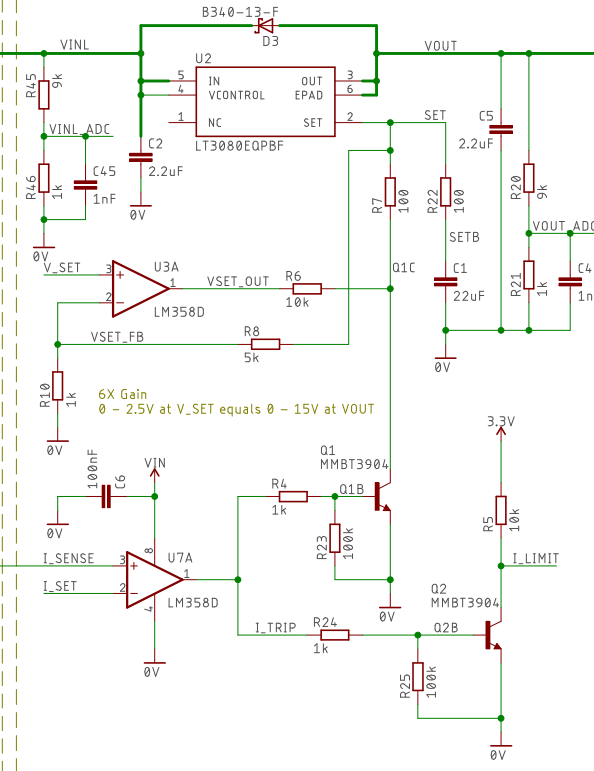 B340-13-F
D3
VINL
VOUT
U2
5 IN OUT 3
4 VCONTROL EPAD 6
1 NC SET 2
LT3080EQPBF
SET
R45
9k
VINL_ADC
R46
1k
C45
1nF
0V
C2
2.2uF
0V
R7
100
R22
100
SETB
C1
22uF
0V
C5
2.2uF
R20
9k
VOUT_ADC
R21
1k
C4
1n
V_SET
3
2
1
U3A
LM358D
VSET_OUT
R6
10k
Q1C
VSET_FB
R8
5k
R10
1k
0V
6X Gain
0 - 2.5V at V_SET equals 0 - 15V at VOUT
100nF
C6
0V
VIN
Q1
MMBT3904
R4
1k
Q1B
R23
100k
0V
3.3V
R5
10k
I_LIMIT
I_SENSE
I_SET
3
2
8
4
1
U7A
LM358D
0V
I_TRIP
R24
1k
Q2B
Q2
MMBT3904
R25
100k
0V